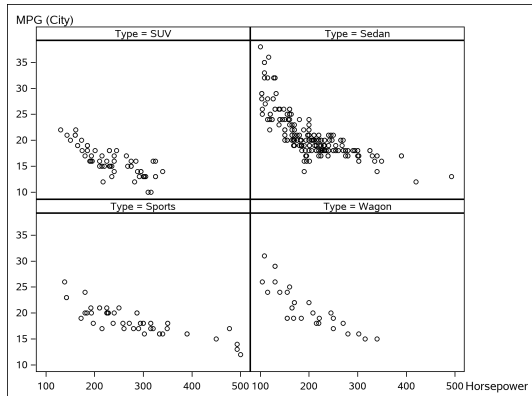 MPG (City)
Type = SUV
Type = Sedan
35
30
25
20
15
10
Type = Sports
Type = Wagon
35
30
25
20
15
10
100 200 300 400 500 100 200 300 400 500 Horsepower